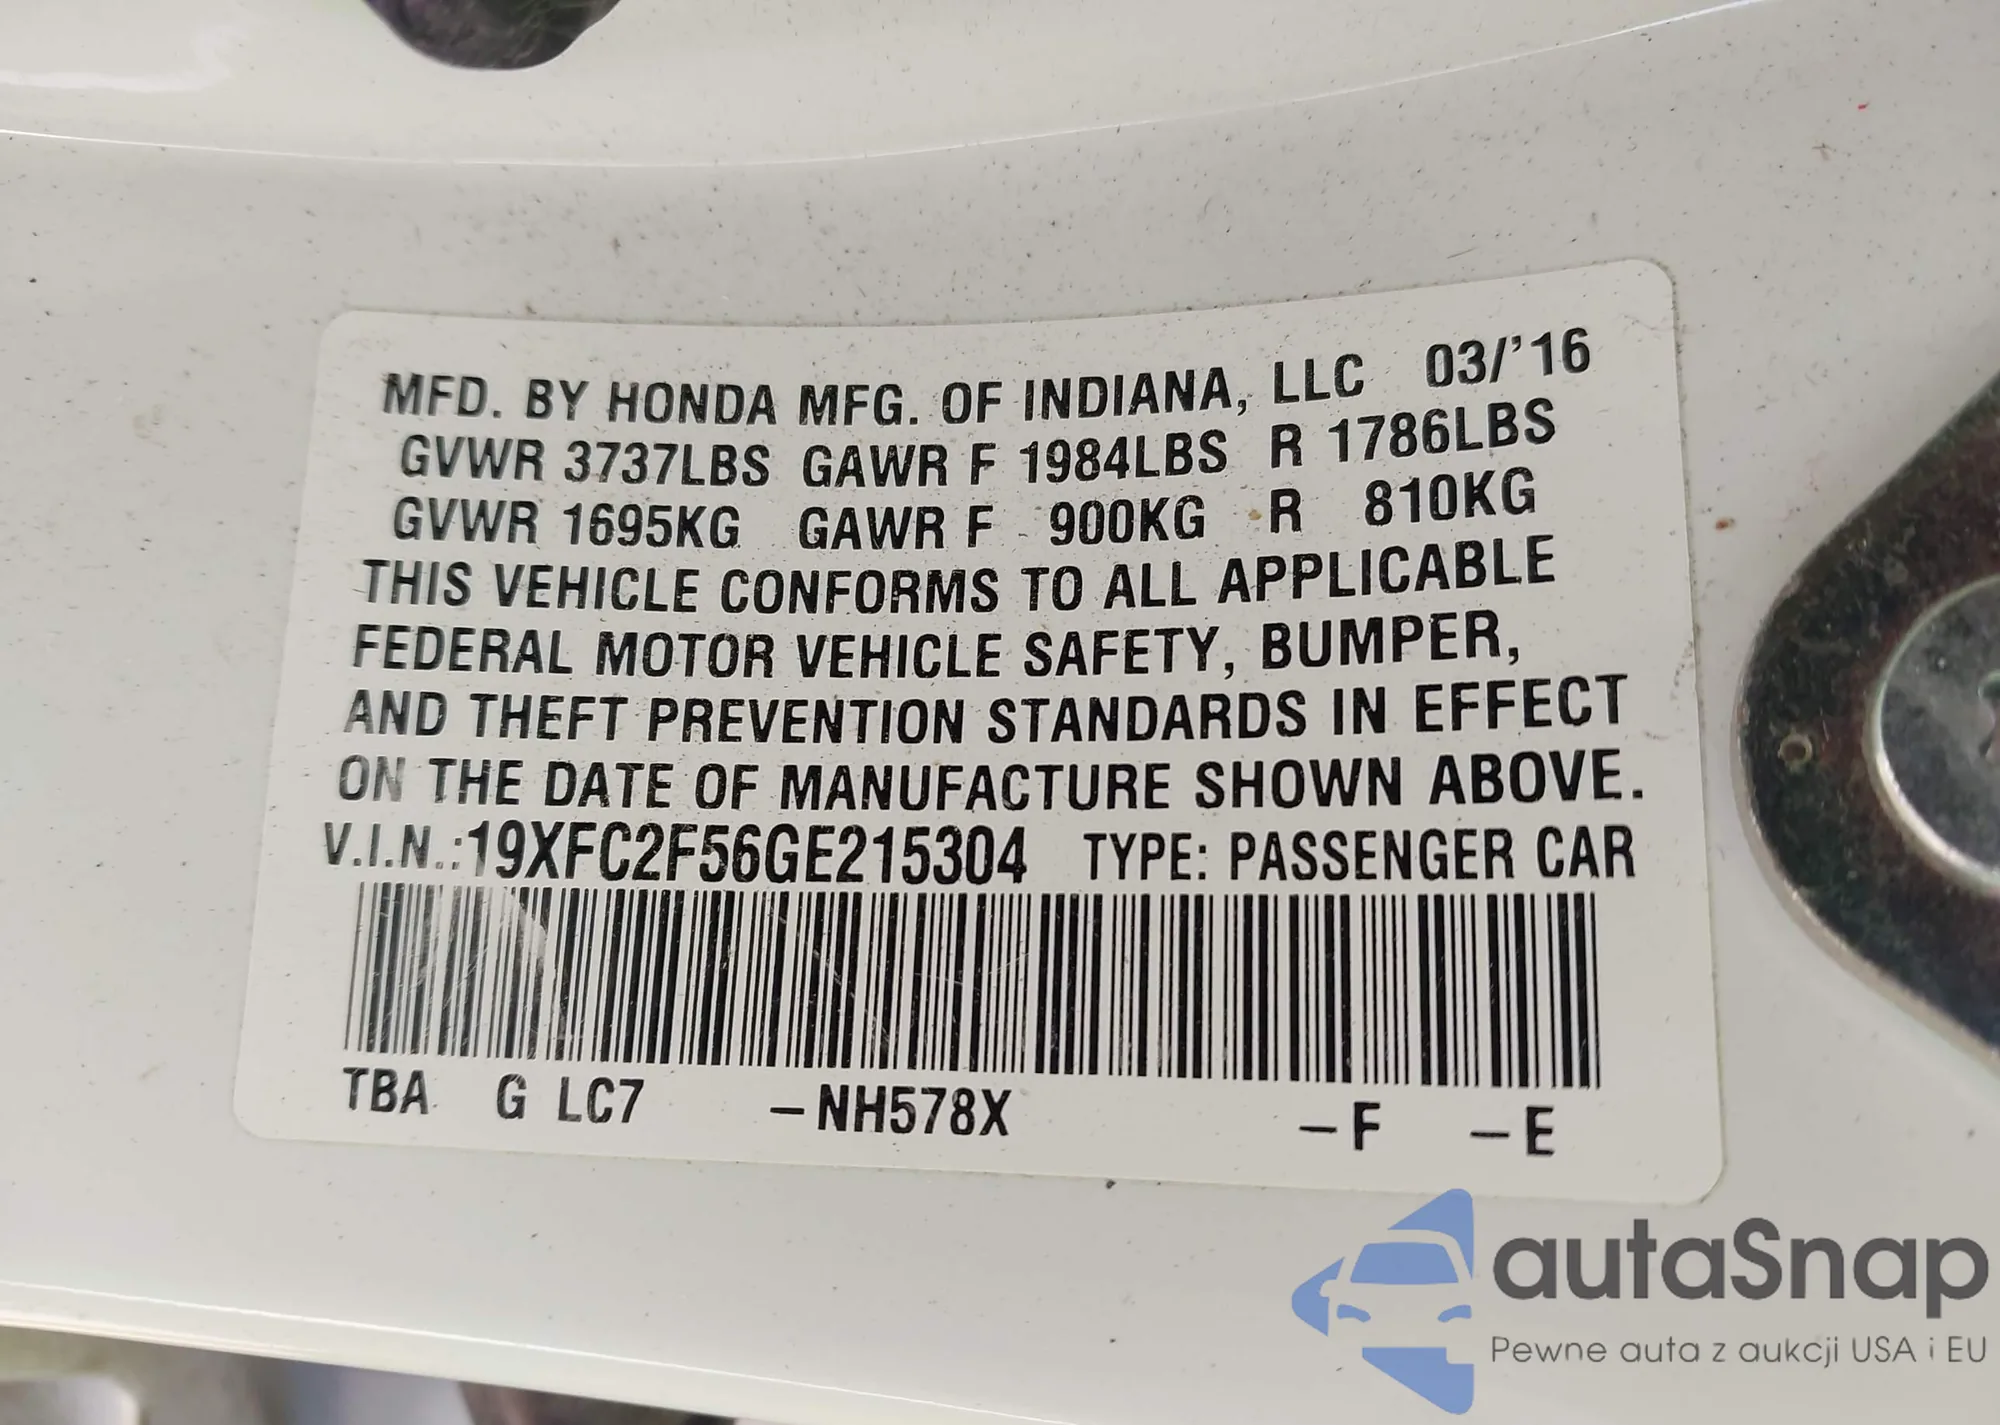 MFD. BY HONDA MFG. OF INDIANA, LLC 03/'16
GVWR 3737LBS GAWR F 1984LBS R 1786LBS
GVWR 1695KG GAWR F 900KG R 810KG
THIS VEHICLE CONFORMS TO ALL APPLICABLE
FEDERAL MOTOR VEHICLE SAFETY, BUMPER,
AND THEFT PREVENTION STANDARDS IN EFFECT
ON THE DATE OF MANUFACTURE SHOWN ABOVE.
V.I.N.:19XFC2F56GE215304 TYPE: PASSENGER CAR
TBA G LC7 –NH578X –F –E
autaSnap
Pewne auta z aukcji USA i EU